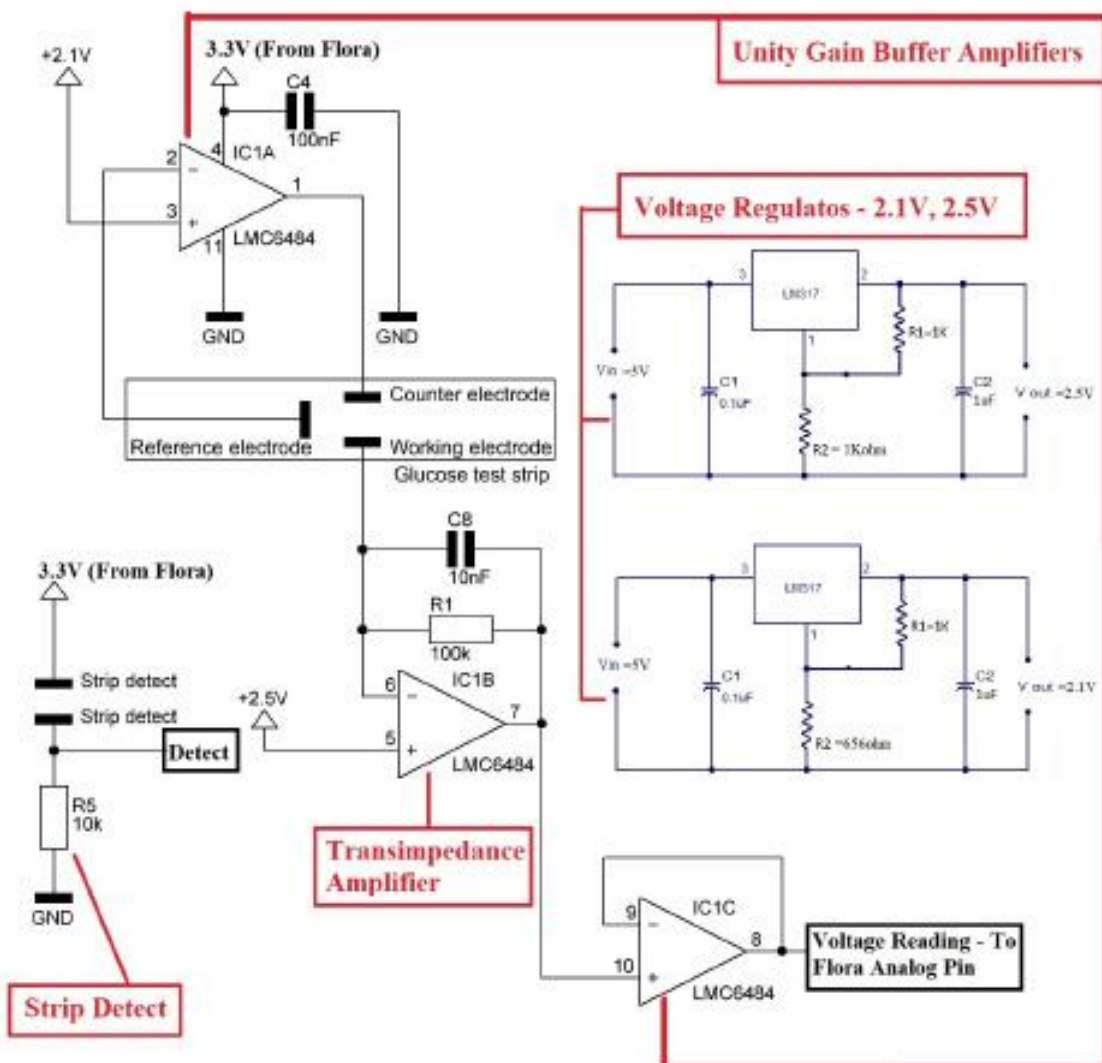 Unity Gain Buffer Amplifiers
+2.1V
3.3V (From Flora)
C4
100nF
4
IC1A
2
−
1
3
+
11
LMC6484
GND
GND
Voltage Regulatos - 2.1V, 2.5V
3
LN317
2
1
R1=1K
Vin =5V
C1
0.1uF
C2
1uF
V out =2.5V
R2 = 1Kohm
Counter electrode
Reference electrode
Working electrode
Glucose test strip
C8
10nF
R1
100k
IC1B
3.3V (From Flora)
Strip detect
Strip detect
Detect
R5
10k
GND
+2.5V
6
−
7
5
+
LMC6484
3
LN317
2
1
R1=1K
Vin =5V
C1
0.1uF
C2
1uF
V out =2.1V
R2 =656ohm
Transimpedance
Amplifier
Strip Detect
IC1C
9
−
8
10
+
LMC6484
Voltage Reading - To
Flora Analog Pin